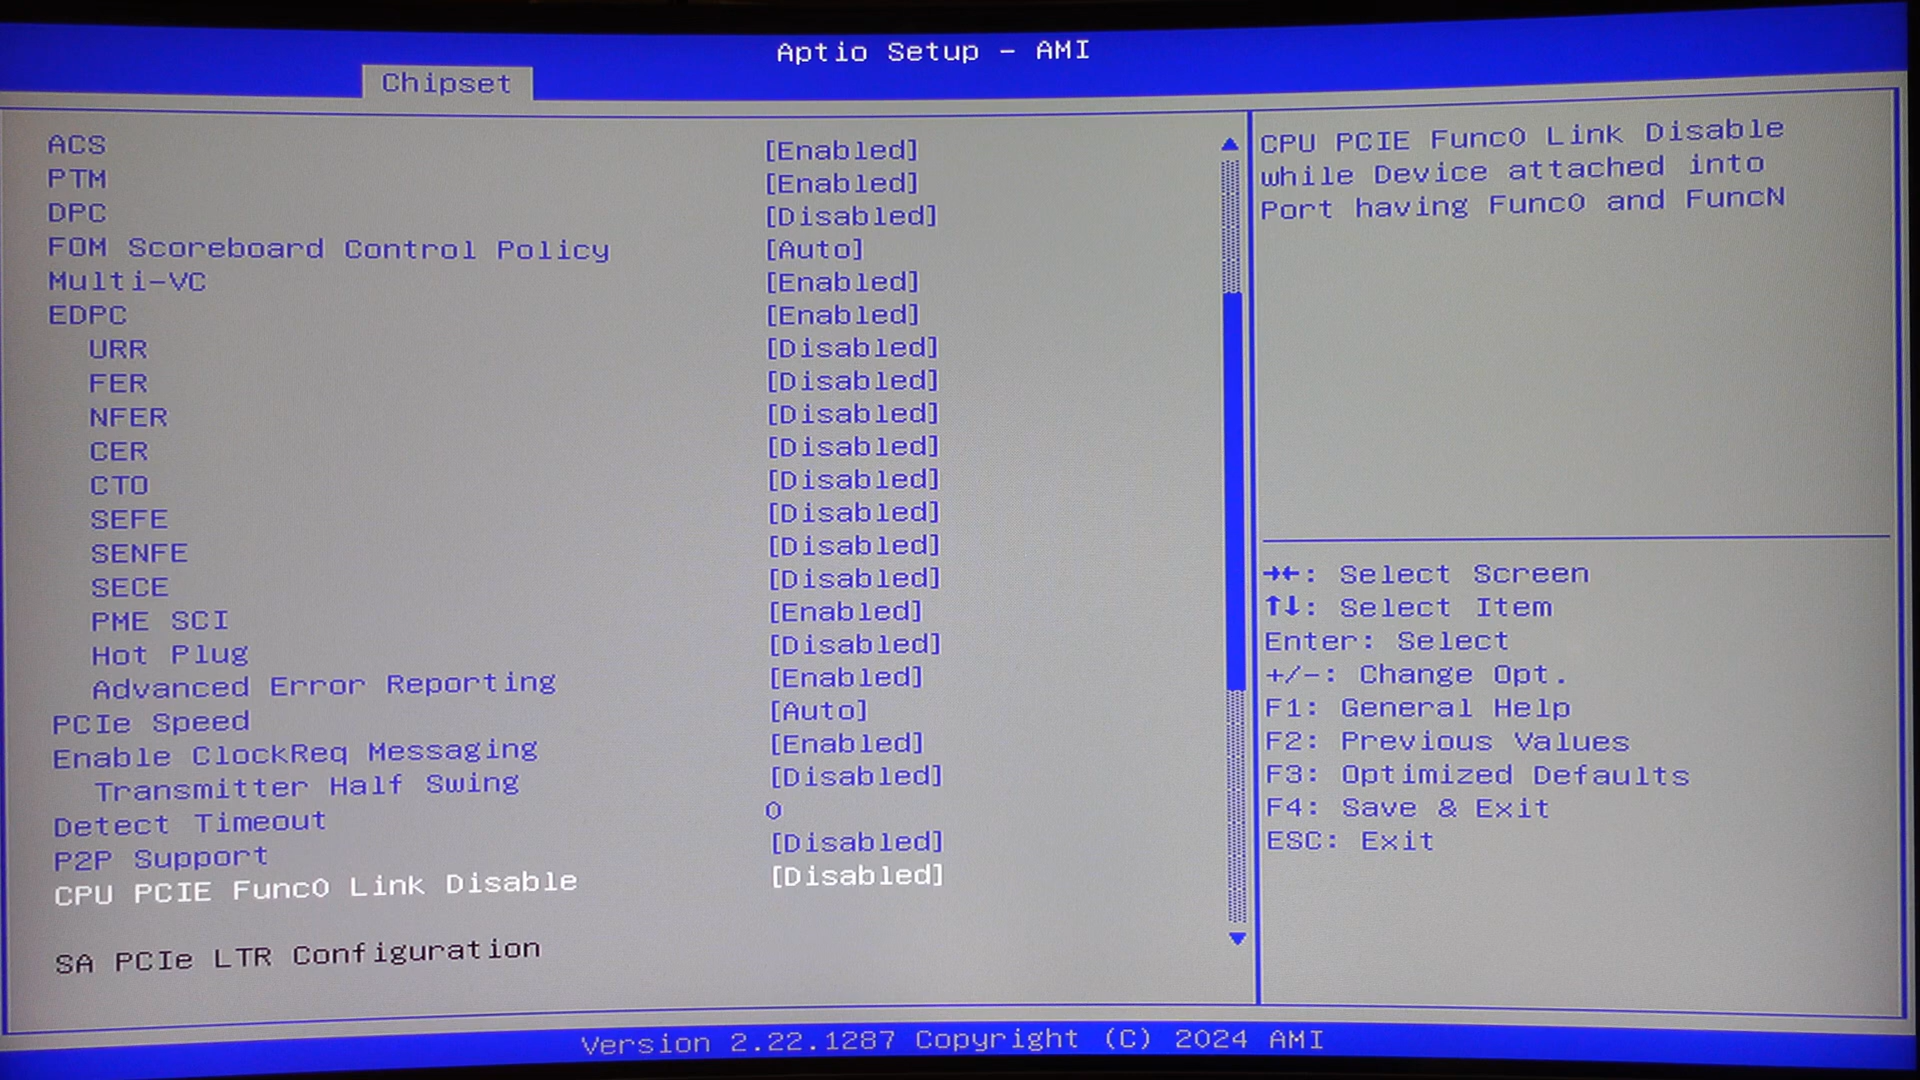 Aptio Setup - AMI
Chipset
ACS [Enabled]
PTM [Enabled]
DPC [Disabled]
FOM Scoreboard Control Policy [Auto]
Multi-VC [Enabled]
EDPC [Enabled]
URR [Disabled]
FER [Disabled]
NFER [Disabled]
CER [Disabled]
CTO [Disabled]
SEFE [Disabled]
SENFE [Disabled]
SECE [Disabled]
PME SCI [Enabled]
Hot Plug [Disabled]
Advanced Error Reporting [Enabled]
PCIe Speed [Auto]
Enable ClockReq Messaging [Enabled]
Transmitter Half Swing [Disabled]
Detect Timeout 0
P2P Support [Disabled]
CPU PCIE Func0 Link Disable [Disabled]
SA PCIe LTR Configuration
CPU PCIE Func0 Link Disable
while Device attached into
Port having Func0 and FuncN
→←: Select Screen
↑↓: Select Item
Enter: Select
+/-: Change Opt.
F1: General Help
F2: Previous Values
F3: Optimized Defaults
F4: Save & Exit
ESC: Exit
Version 2.22.1287 Copyright (C) 2024 AMI